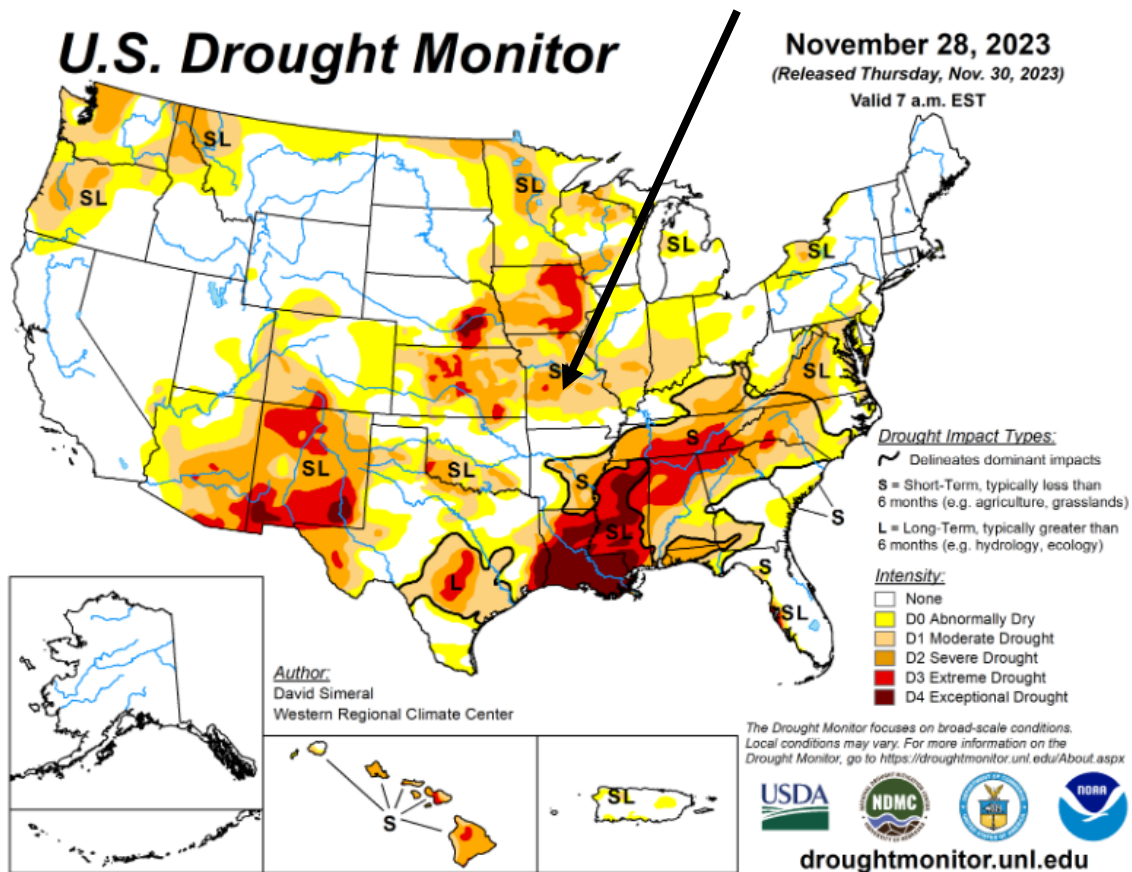 U.S. Drought Monitor
November 28, 2023
(Released Thursday, Nov. 30, 2023)
Valid 7 a.m. EST
SL
SL
SL
SL
SL
SL
S
SL
SL
S
S
SL
L
S
S
SL
Drought Impact Types:
Delineates dominant impacts
S = Short-Term, typically less than
6 months (e.g. agriculture, grasslands)
L = Long-Term, typically greater than
6 months (e.g. hydrology, ecology)
Intensity:
None
D0 Abnormally Dry
D1 Moderate Drought
D2 Severe Drought
D3 Extreme Drought
D4 Exceptional Drought
Author:
David Simeral
Western Regional Climate Center
S
SL
The Drought Monitor focuses on broad-scale conditions.
Local conditions may vary. For more information on the
Drought Monitor, go to https://droughtmonitor.unl.edu/About.aspx
USDA
NDMC
NOAA
droughtmonitor.unl.edu